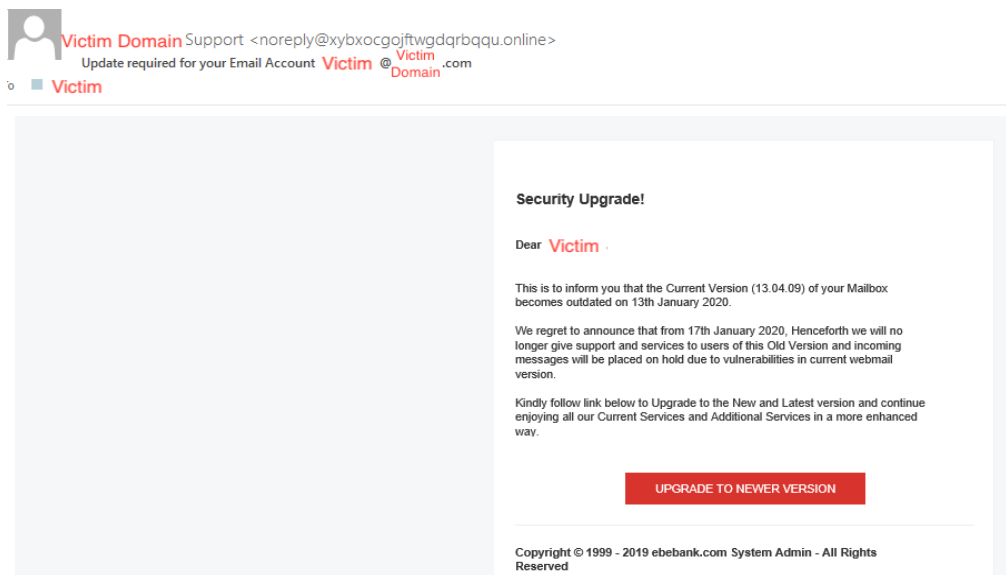 Victim Domain Support <noreply@xybxocgojftwgdqrbqqu.online>
Update required for your Email Account Victim @ Victim Domain .com
To Victim
Security Upgrade!
Dear Victim
This is to inform you that the Current Version (13.04.09) of your Mailbox
becomes outdated on 13th January 2020.
We regret to announce that from 17th January 2020, Henceforth we will no
longer give support and services to users of this Old Version and incoming
messages will be placed on hold due to vulnerabilities in current webmail
version.
Kindly follow link below to Upgrade to the New and Latest version and continue
enjoying all our Current Services and Additional Services in a more enhanced
way.
UPGRADE TO NEWER VERSION
Copyright © 1999 - 2019 ebebank.com System Admin - All Rights
Reserved